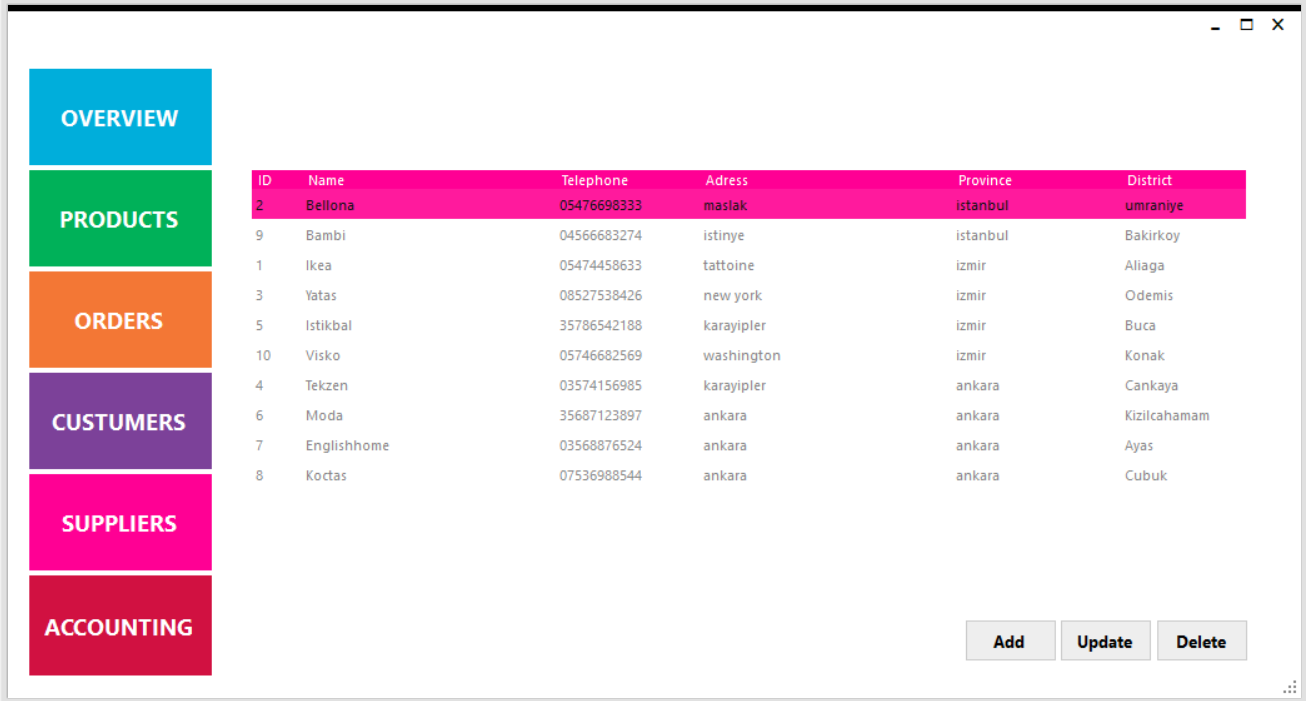 OVERVIEW
PRODUCTS
ORDERS
CUSTUMERS
SUPPLIERS
ACCOUNTING
ID Name Telephone Adress Province District
2 Bellona 05476698333 maslak istanbul umraniye
9 Bambi 04566683274 istinye istanbul Bakirkoy
1 Ikea 05474458633 tattoine izmir Aliaga
3 Yatas 08527538426 new york izmir Odemis
5 Istikbal 35786542188 karayipler izmir Buca
10 Visko 05746682569 washington izmir Konak
4 Tekzen 03574156985 karayipler ankara Cankaya
6 Moda 35687123897 ankara ankara Kizilcahamam
7 Englishhome 03568876524 ankara ankara Ayas
8 Koctas 07536988544 ankara ankara Cubuk
Add Update Delete